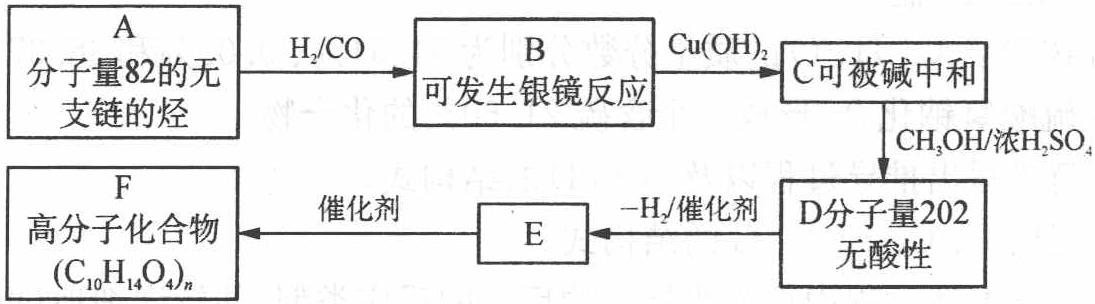 A
分子量82的无
支链的烃
H₂/CO
B
可发生银镜反应
Cu(OH)₂
C可被碱中和
CH₃OH/浓H₂SO₄
D分子量202
无酸性
−H₂/催化剂
E
催化剂
F
高分子化合物
(C₁₀H₁₄O₄)ₙ